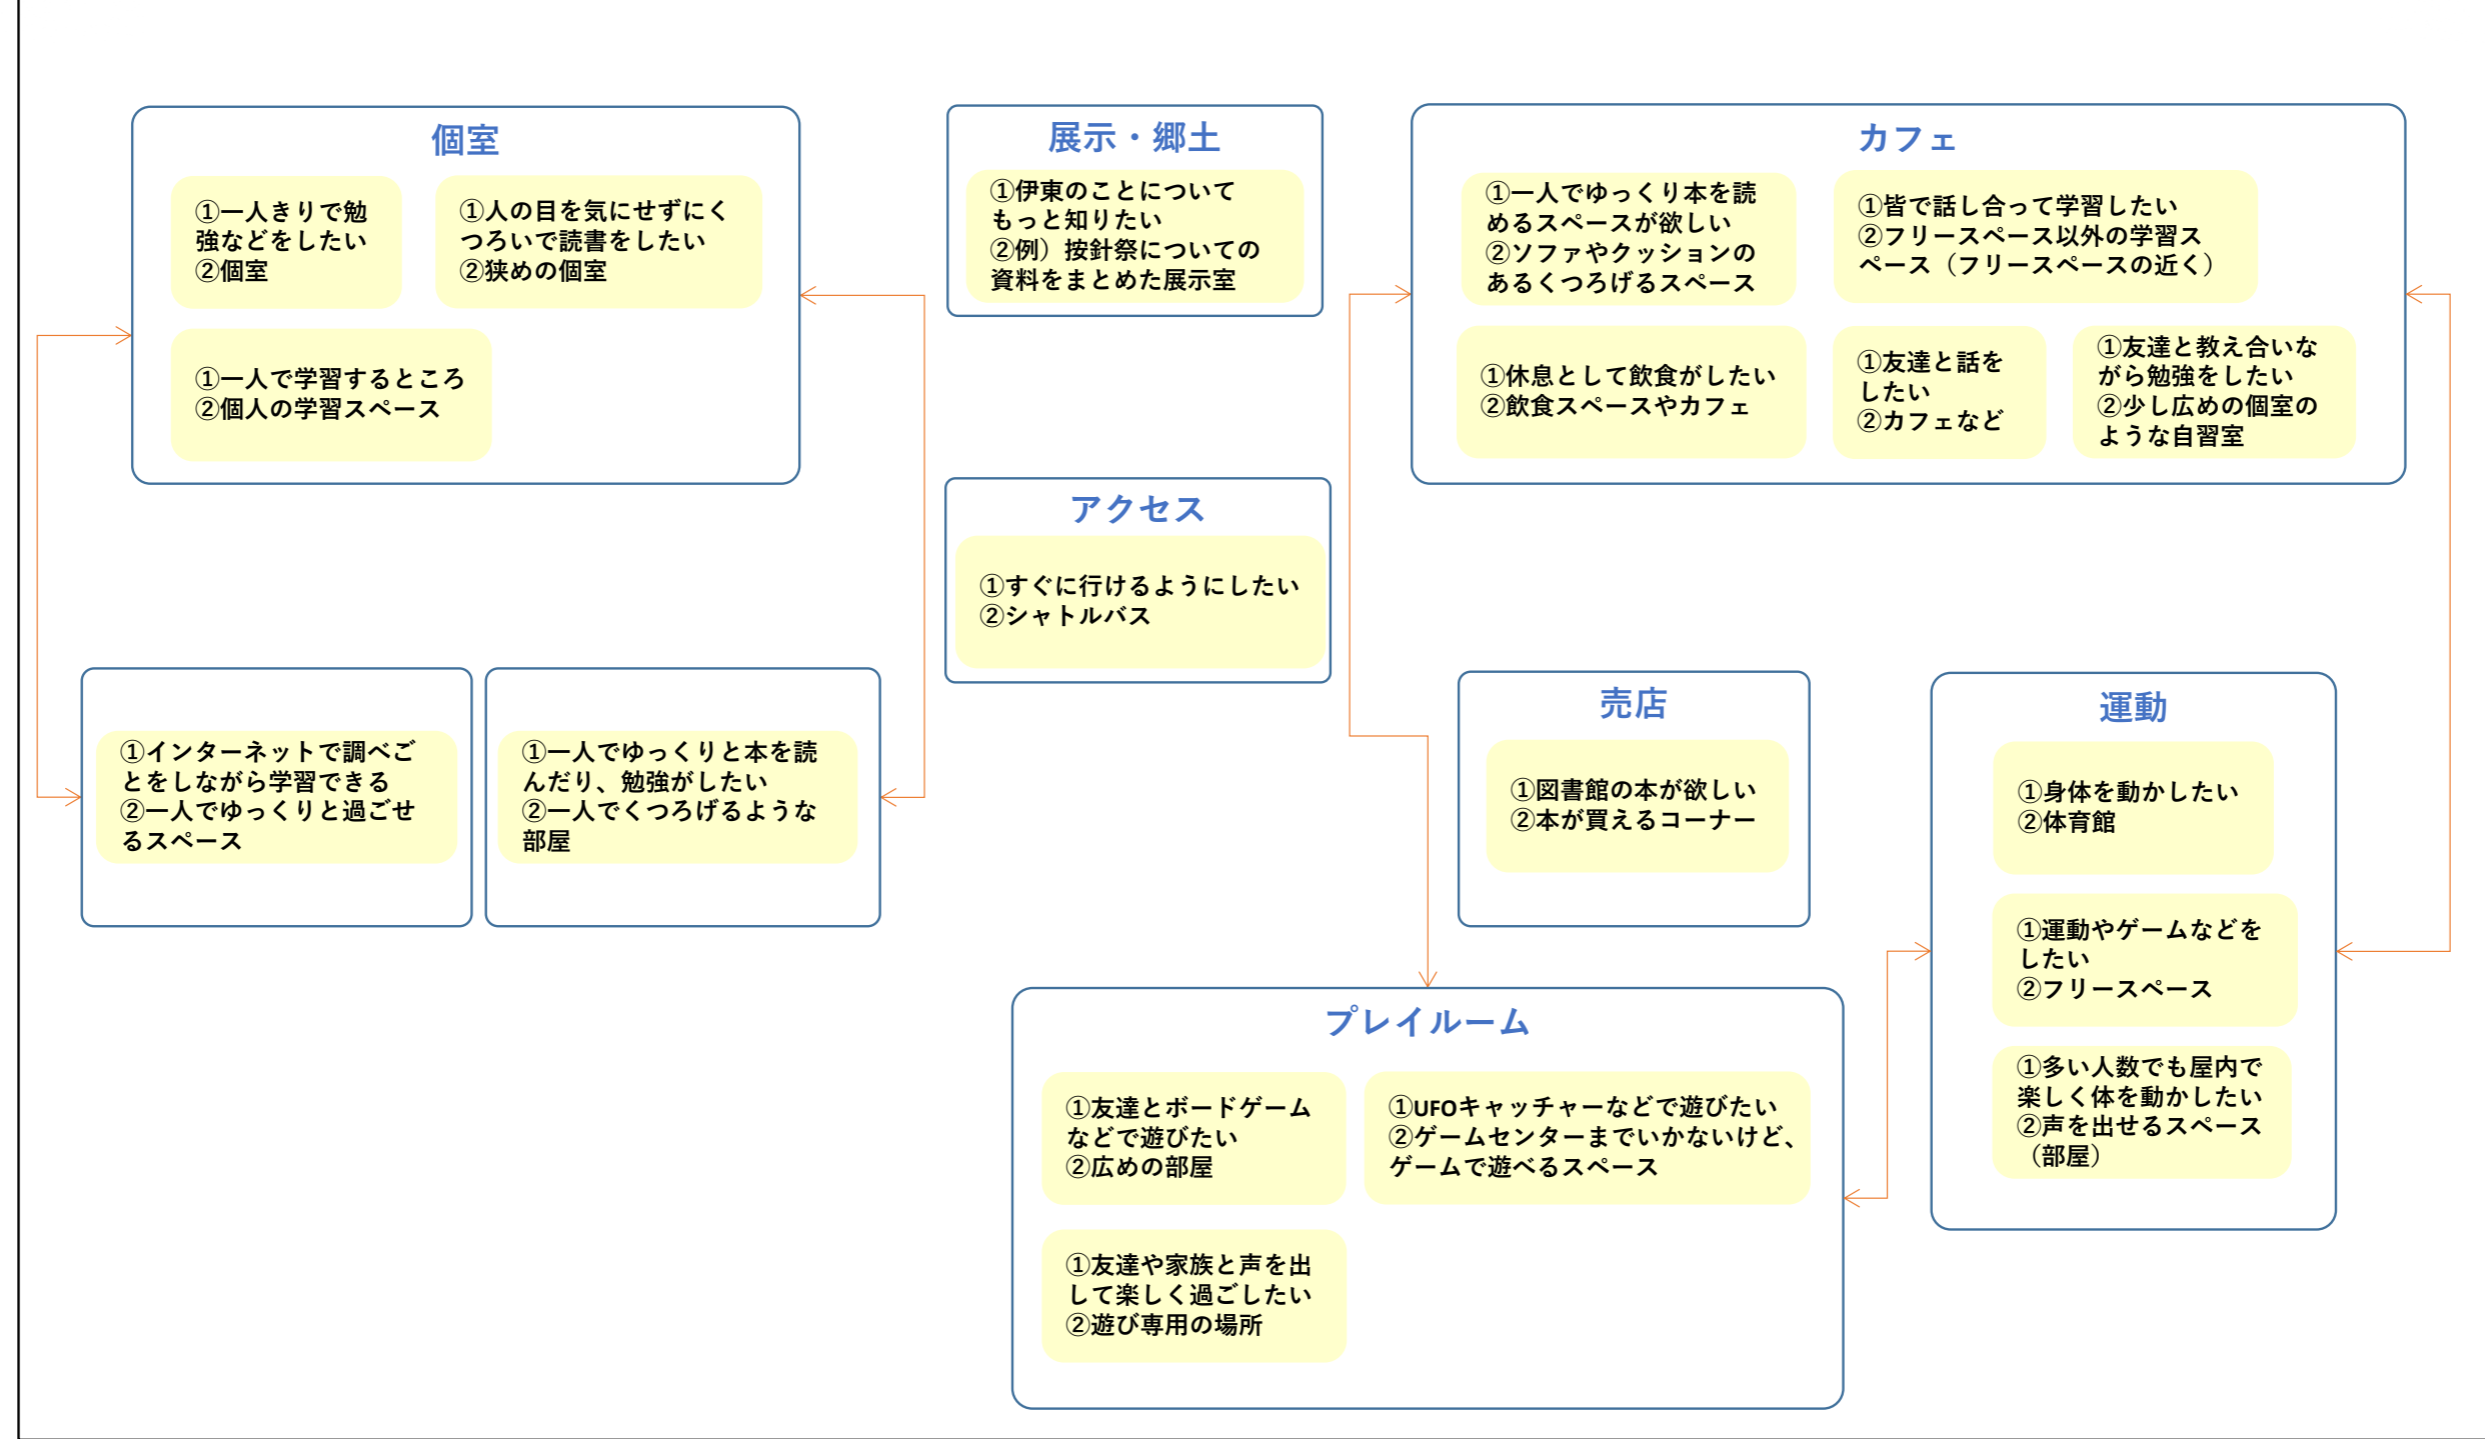 個室
①一人きりで勉
強などをしたい
②個室
①人の目を気にせずにく
つろいで読書をしたい
②狭めの個室
①一人で学習するところ
②個人の学習スペース
展示・郷土
①伊東のことについて
もっと知りたい
②例）按針祭についての
資料をまとめた展示室
カフェ
①一人でゆっくり本を読
めるスペースが欲しい
②ソファやクッションの
あるくつろげるスペース
①皆で話し合って学習したい
②フリースペース以外の学習ス
ペース（フリースペースの近く）
①休息として飲食がしたい
②飲食スペースやカフェ
①友達と話を
したい
②カフェなど
①友達と教え合いな
がら勉強をしたい
②少し広めの個室の
ような自習室
アクセス
①すぐに行けるようにしたい
②シャトルバス
①インターネットで調べご
とをしながら学習できる
②一人でゆっくりと過ごせ
るスペース
①一人でゆっくりと本を読
んだり、勉強がしたい
②一人でくつろげるような
部屋
売店
①図書館の本が欲しい
②本が買えるコーナー
運動
①身体を動かしたい
②体育館
①運動やゲームなどを
したい
②フリースペース
①多い人数でも屋内で
楽しく体を動かしたい
②声を出せるスペース
（部屋）
プレイルーム
①友達とボードゲーム
などで遊びたい
②広めの部屋
①UFOキャッチャーなどで遊びたい
②ゲームセンターまでいかないけど、
ゲームで遊べるスペース
①友達や家族と声を出
して楽しく過ごしたい
②遊び専用の場所